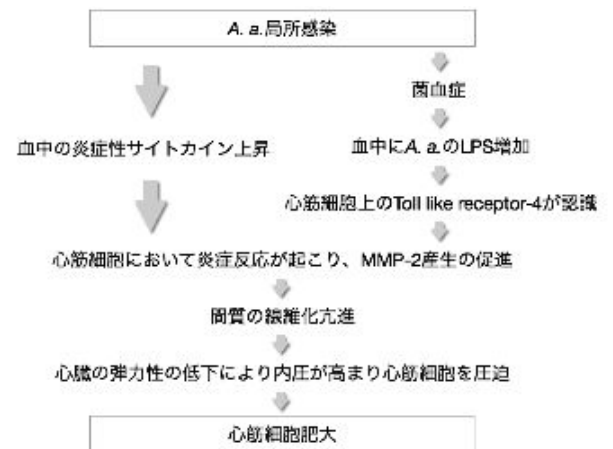 A. a.局所感染
菌血症
血中の炎症性サイトカイン上昇
血中にA. a.のLPS増加
心筋細胞上のToll like receptor-4が認識
心筋細胞において炎症反応が起こり、MMP-2産生の促進
間質の線維化亢進
心臓の弾力性の低下により内圧が高まり心筋細胞を圧迫
心筋細胞肥大